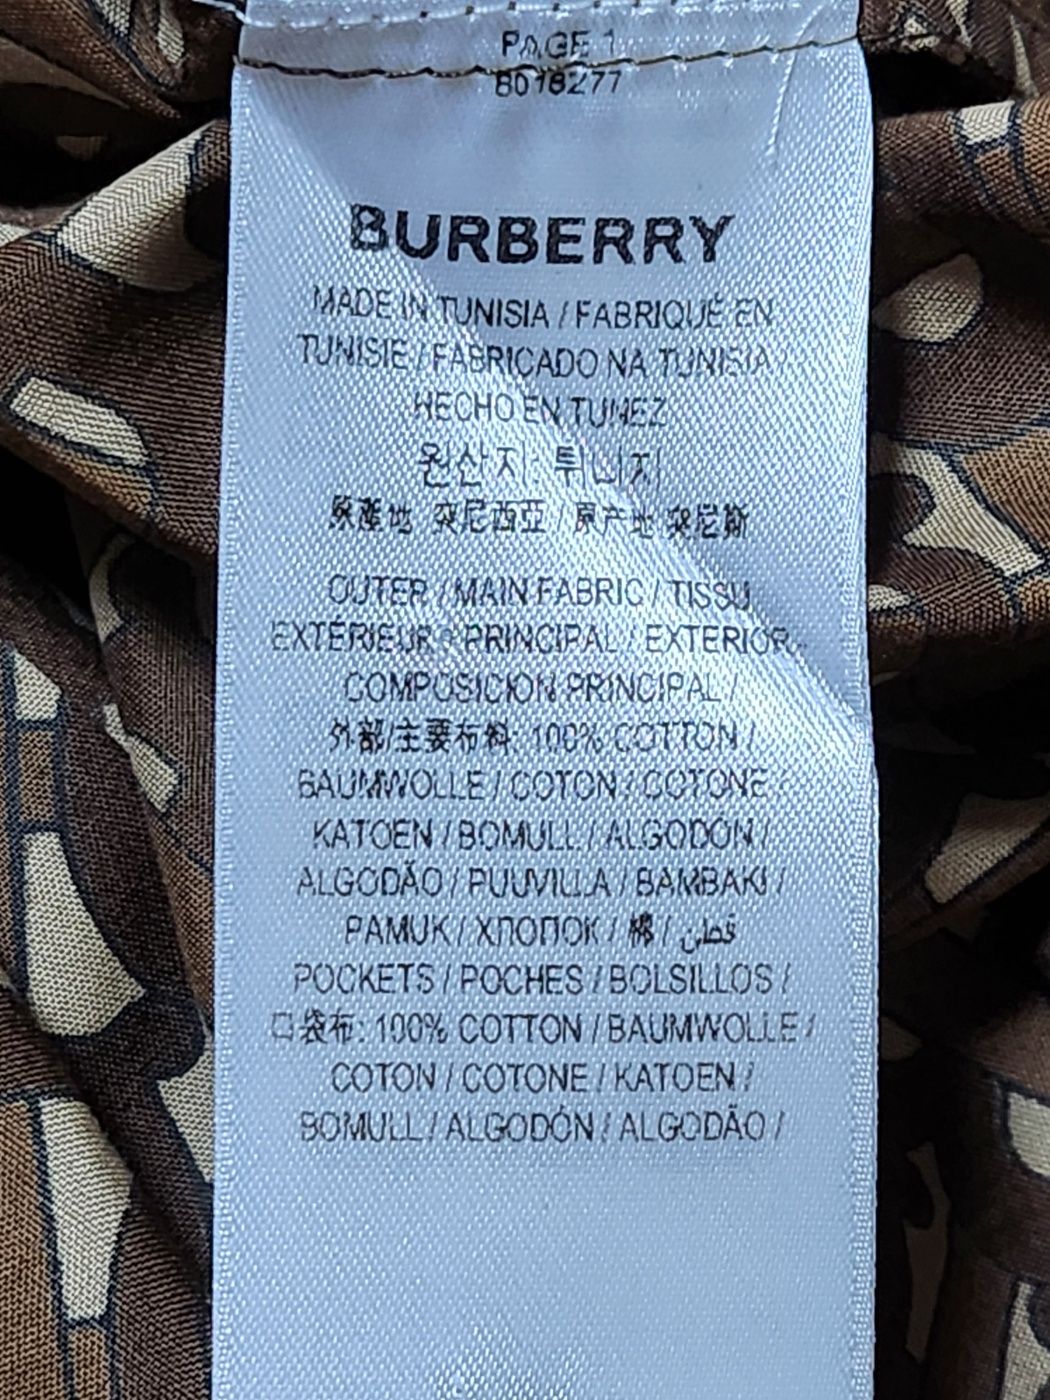 PAGE 1
8018277
BURBERRY
MADE IN TUNISIA / FABRIQUÉ EN
TUNISIE / FABRICADO NA TUNISIA /
HECHO EN TUNEZ
원산지: 튀니지
原產地 突尼西亞 / 原产地 突尼斯
OUTER / MAIN FABRIC / TISSU
EXTÉRIEUR / PRINCIPAL / EXTERIOR-
COMPOSICION PRINCIPAL /
外部/主要布料: 100% COTTON /
BAUMWOLLE / COTON / COTONE /
KATOEN / BOMULL / ALGODÓN /
ALGODÃO / PUUVILLA / BAMBAKI /
PAMUK / ХЛОПОК / 棉 / قطن
POCKETS / POCHES / BOLSILLOS /
口袋布: 100% COTTON / BAUMWOLLE /
COTON / COTONE / KATOEN /
BOMULL / ALGODÓN / ALGODÃO /